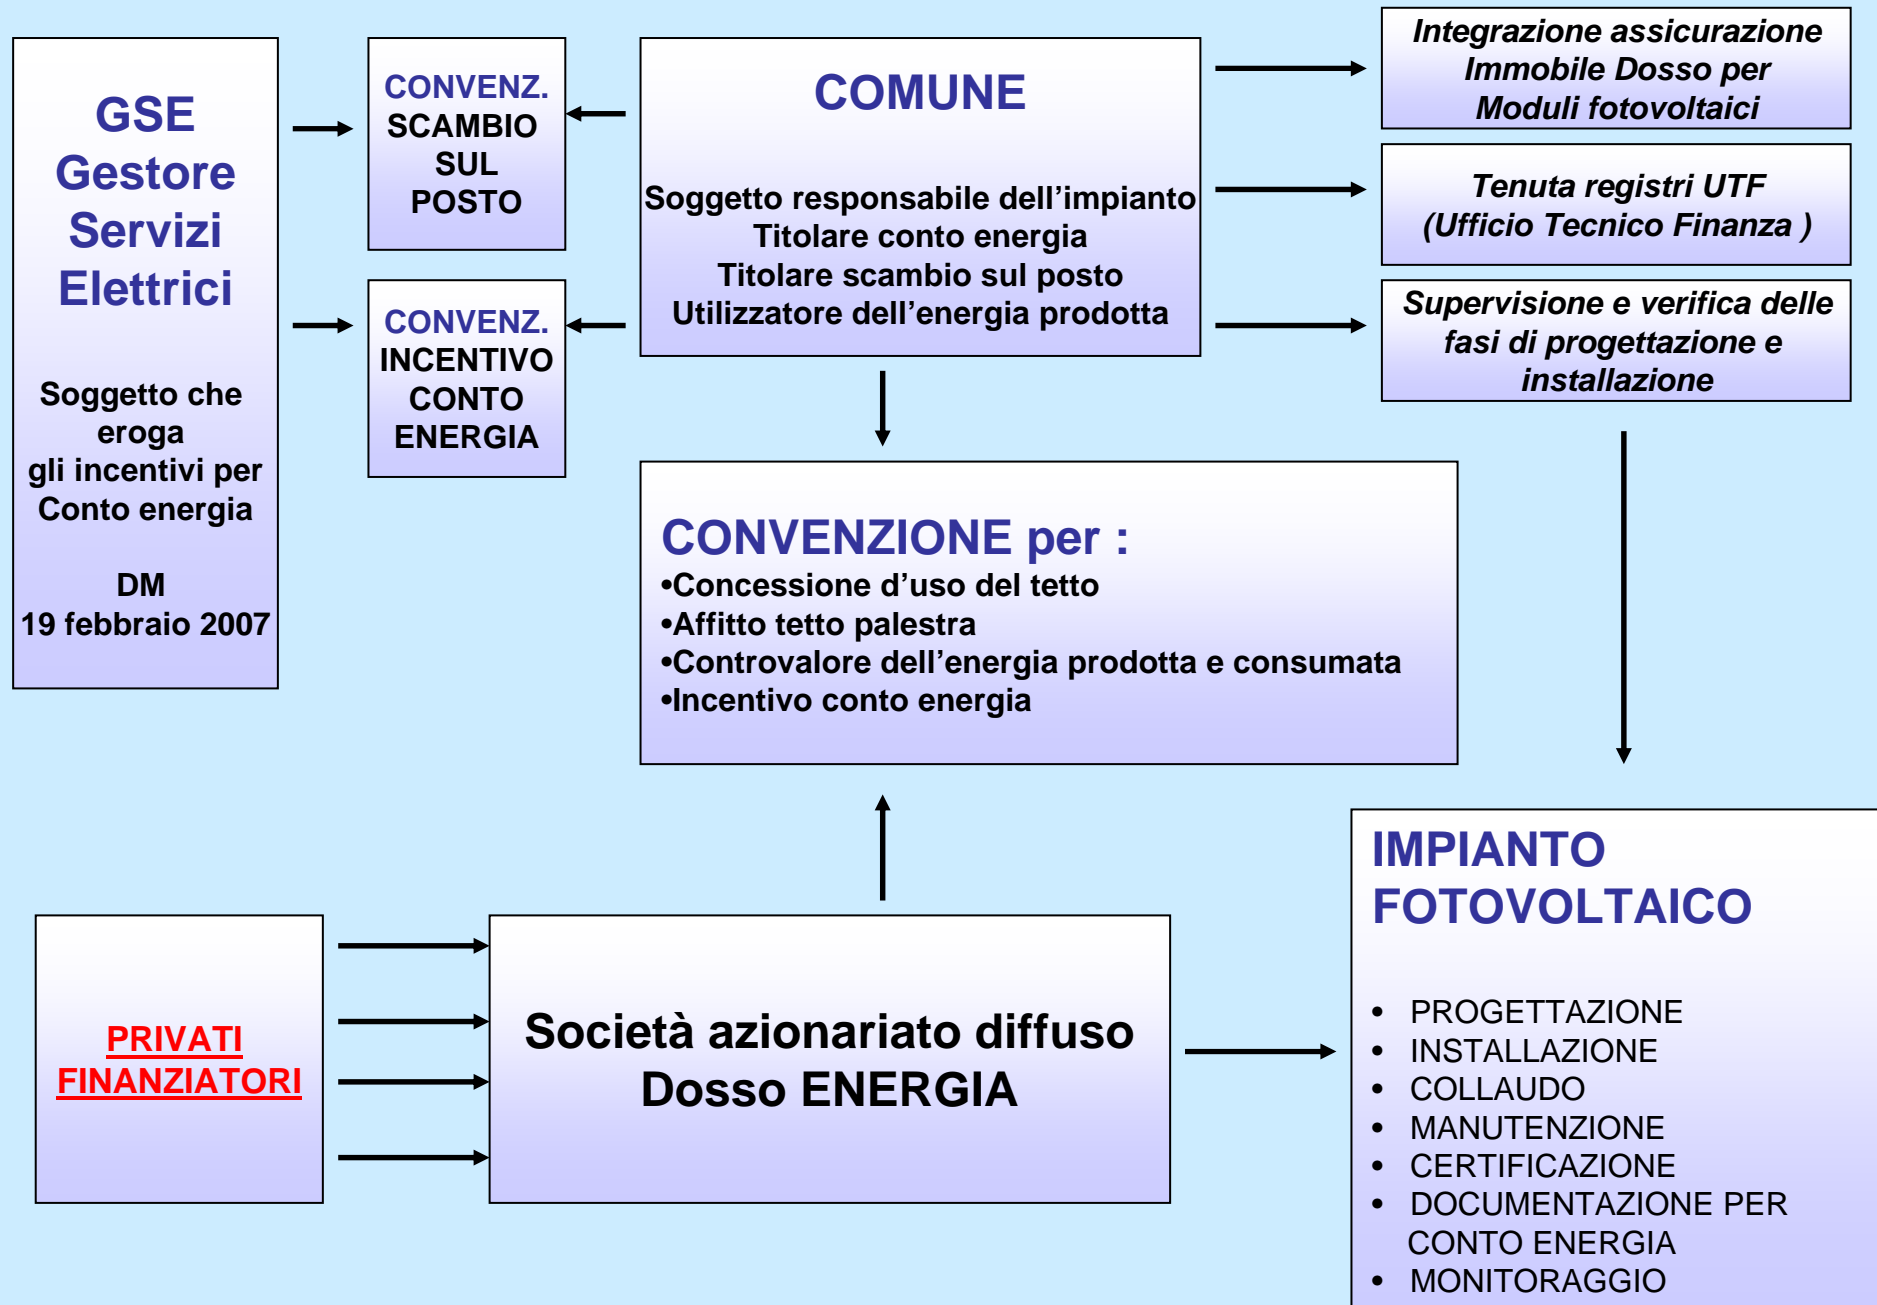 GSE
Gestore
Servizi
Elettrici
Soggetto che
eroga
gli incentivi per
Conto energia
DM
19 febbraio 2007
CONVENZ.
SCAMBIO
SUL
POSTO
CONVENZ.
INCENTIVO
CONTO
ENERGIA
COMUNE
Soggetto responsabile dell'impianto
Titolare conto energia
Titolare scambio sul posto
Utilizzatore dell'energia prodotta
Integrazione assicurazione
Immobile Dosso per
Moduli fotovoltaici
Tenuta registri UTF
(Ufficio Tecnico Finanza )
Supervisione e verifica delle
fasi di progettazione e
installazione
CONVENZIONE per :
•Concessione d'uso del tetto
•Affitto tetto palestra
•Controvalore dell'energia prodotta e consumata
•Incentivo conto energia
PRIVATI
FINANZIATORI
Società azionariato diffuso
Dosso ENERGIA
IMPIANTO
FOTOVOLTAICO
• PROGETTAZIONE
• INSTALLAZIONE
• COLLAUDO
• MANUTENZIONE
• CERTIFICAZIONE
• DOCUMENTAZIONE PER
CONTO ENERGIA
• MONITORAGGIO